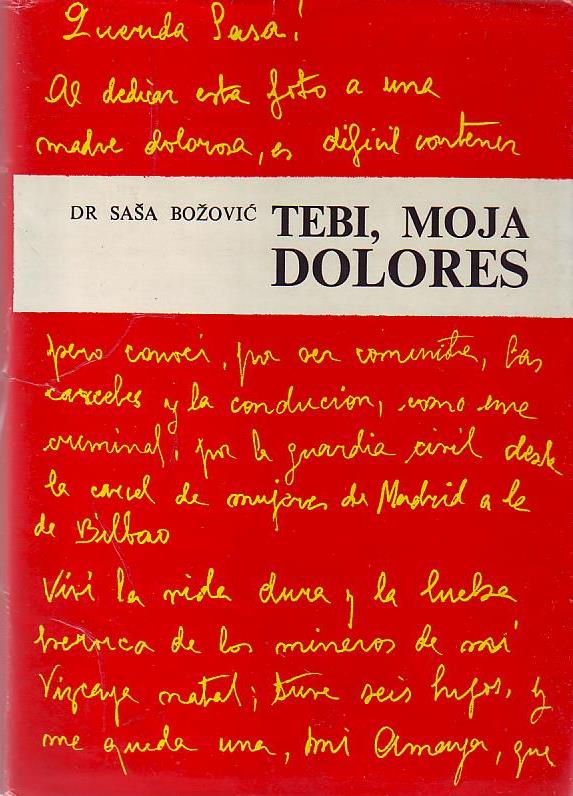 Querida Sasa!
Al dedicar esta foto a una
madre dolorosa, es dificil contener
DR SAŠA BOŽOVIĆ TEBI, MOJA
DOLORES
pero conoci, por ser comunista, las
carceles y la conducion, como una
criminal, por la guardia civil desde
la carcel de mujeres de Madrid a la
de Bilbao
Vivi la vida dura y la lucha
heroica de los mineros de mi
Vizcaya natal; tuve seis hijos, y
me queda una, mi Amaya, que